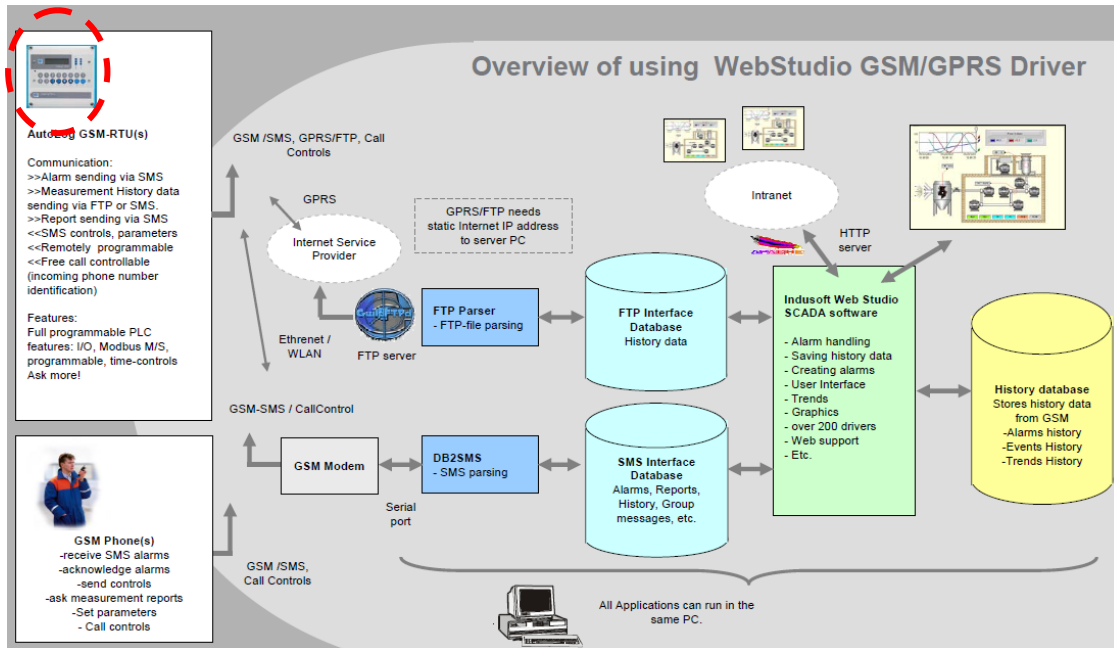 Overview of using WebStudio GSM/GPRS Driver
AutoLog GSM-RTU(s)
Communication:
>>Alarm sending via SMS
>>Measurement History data
sending via FTP or SMS.
>>Report sending via SMS
<<SMS controls, parameters
<<Remotely programable
<<Free call controllable
(incoming phone number
identification)
Features:
Full programable PLC
features: I/O, Modbus M/S,
programable, time-controls
Ask more!
GSM /SMS, GPRS/FTP, Call
Controls
GPRS
Internet Service
Provider
GPRS/FTP needs
static Internet IP address
to server PC
Intranet
HTTP
server
Ethrenet /
WLAN
FTP server
FTP Parser
- FTP-file parsing
FTP Interface
Database
History data
Indusoft Web Studio
SCADA software
- Alarm handling
- Saving history data
- Creating alarms
- User Interface
- Trends
- Graphics
- over 200 drivers
- Web support
- Etc.
History database
Stores history data
from GSM
-Alarms history
-Events History
-Trends History
GSM-SMS / CallControl
GSM Modem
Serial
port
DB2SMS
- SMS parsing
SMS Interface
Database
Alarms, Reports,
History, Group
messages, etc.
GSM Phone(s)
-receive SMS alarms
-acknowledge alarms
-send controls
-ask measurement reports
-Set parameters
- Call controls
GSM /SMS,
Call Controls
All Applications can run in the
same PC.